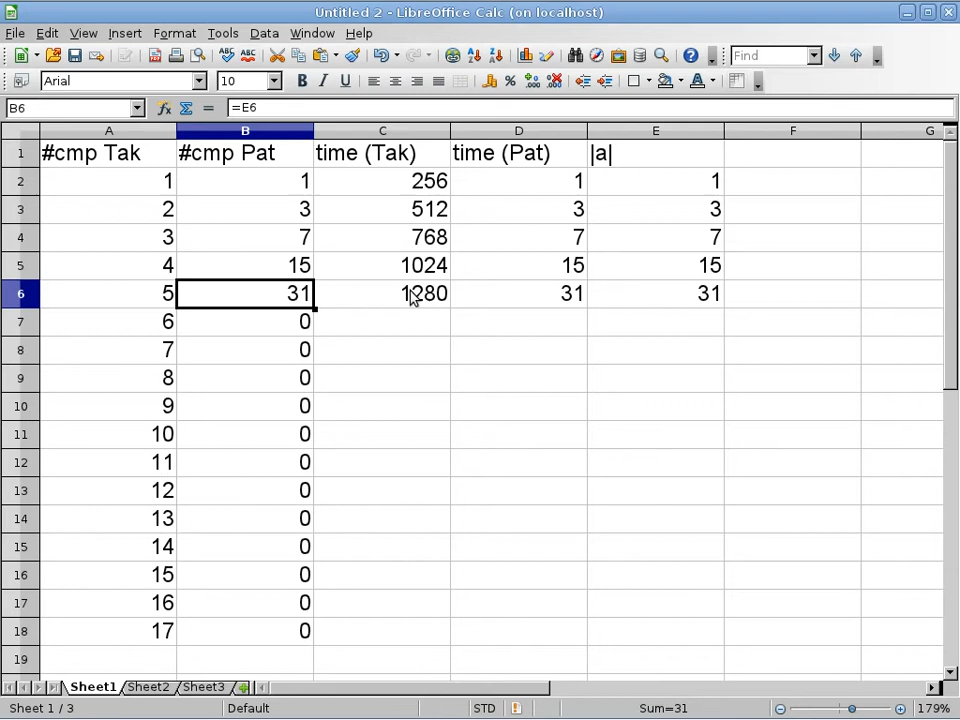 Untitled 2 - LibreOffice Calc (on localhost)
File Edit View Insert Format Tools Data Window Help
Find
Arial 10 B I U
B6 =E6
A B C D E F G
1 #cmp Tak #cmp Pat time (Tak) time (Pat) |a|
2 1 1 256 1 1
3 2 3 512 3 3
4 3 7 768 7 7
5 4 15 1024 15 15
6 5 31 1280 31 31
7 6 0
8 7 0
9 8 0
10 9 0
11 10 0
12 11 0
13 12 0
14 13 0
15 14 0
16 15 0
17 16 0
18 17 0
19
Sheet1 Sheet2 Sheet3
Sheet 1 / 3 Default STD Sum=31 179%